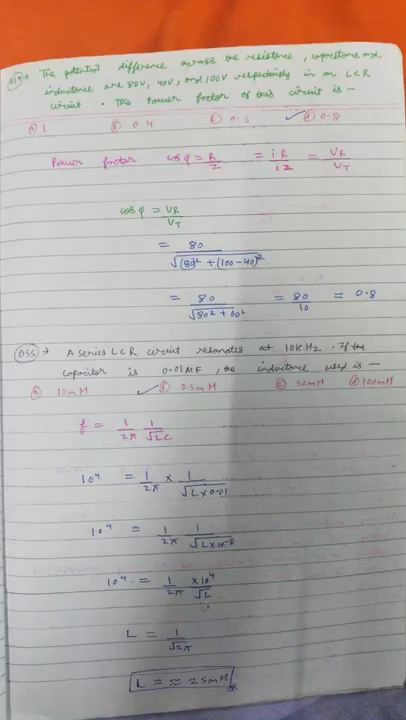 Q54 → The potential difference across the resistance, capacitance and
inductance are 80V, 40V, and 100V respectively in an LCR
circuit. The Power factor of this circuit is —
ⓐ 1 ⓑ 0.4 ⓒ 0.5 ✓ⓓ 0.8
Power factor cos φ = R/Z = iR/iZ = VR/VT
cos φ = VR/VT
= 80/√(80)² + (100-40)²
= 80/√80² + 60² = 80/10 = 0.8
Q55 → A series LCR circuit resonates at 10KHz. If the
capacitor is 0.01MF, the inductance used is —
ⓐ 10mH ✓ⓑ 25mH ⓒ 50mH ⓓ 100mH
f = 1/2π 1/√LC
10⁴ = 1/2π × 1/√L×0.01
10⁴ = 1/2π 1/√L×10⁻⁸
10⁴ = 1/2π ×10⁴/√L
L = 1/√2π
L = ≈ 25mH